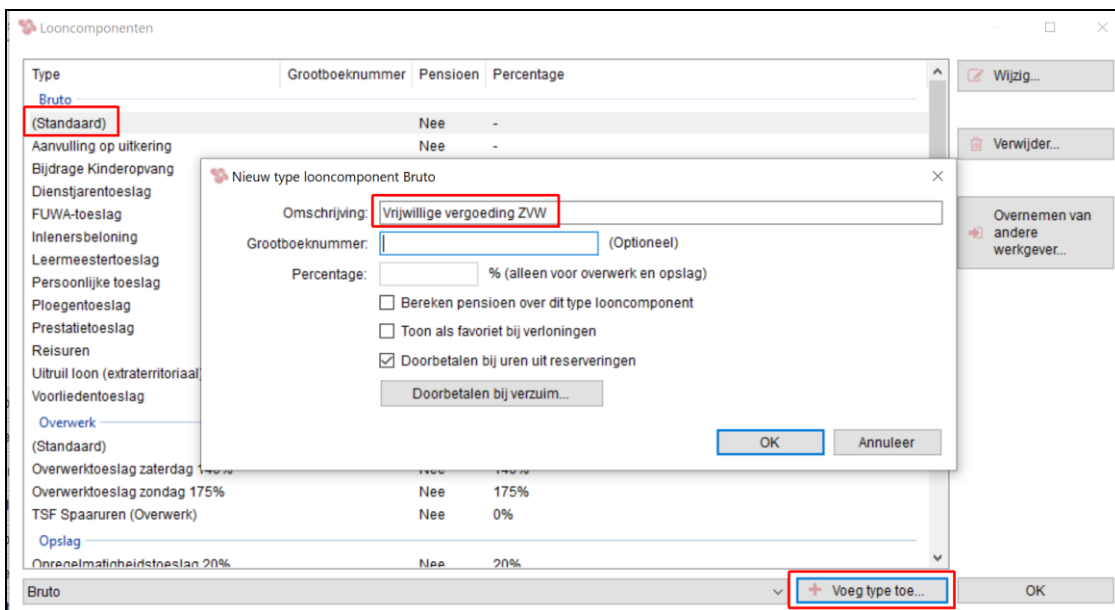 Looncomponenten
Type Grootboeknummer Pensioen Percentage
Bruto
(Standaard) Nee -
Aanvulling op uitkering Nee -
Bijdrage Kinderopvang
Dienstjarentoeslag
FUWA-toeslag
Inlenersbeloning
Leermeestertoeslag
Persoonlijke toeslag
Ploegentoeslag
Prestatietoeslag
Reisuren
Uitruil loon (extraterritoriaal)
Voorliedentoeslag
Overwerk
(Standaard)
Overwerktoeslag zaterdag 140% Nee 140%
Overwerktoeslag zondag 175% Nee 175%
TSF Spaaruren (Overwerk) Nee 0%
Opslag
Onregelmatigheidstoeslag 20% Nee 20%
Bruto
Voeg type toe...
OK
Wijzig...
Verwijder...
Overnemen van
andere
werkgever...
Nieuw type looncomponent Bruto
Omschrijving: Vrijwillige vergoeding ZVW
Grootboeknummer: (Optioneel)
Percentage: % (alleen voor overwerk en opslag)
Bereken pensioen over dit type looncomponent
Toon als favoriet bij verloningen
Doorbetalen bij uren uit reserveringen
Doorbetalen bij verzuim...
OK Annuleer